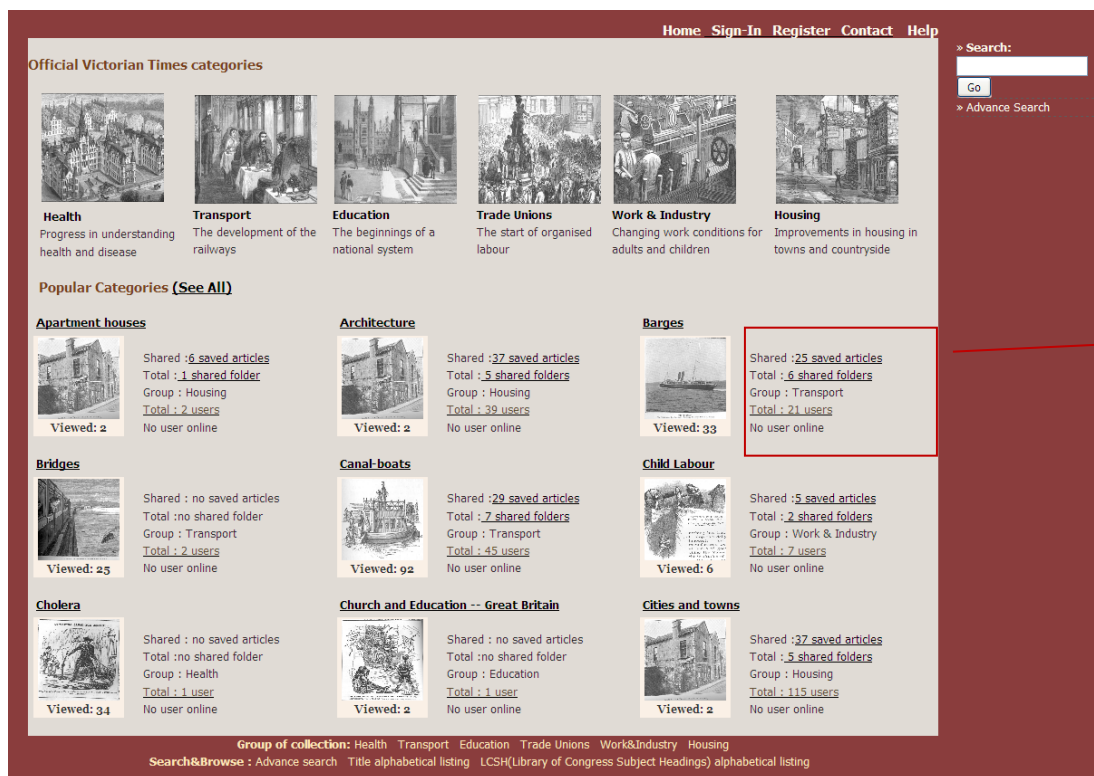 Home Sign-In Register Contact Help
» Search:
Go
» Advance Search
Official Victorian Times categories
Health
Progress in understanding
health and disease
Transport
The development of the
railways
Education
The beginnings of a
national system
Trade Unions
The start of organised
labour
Work & Industry
Changing work conditions for
adults and children
Housing
Improvements in housing in
towns and countryside
Popular Categories (See All)
Apartment houses
Shared :6 saved articles
Total : 1 shared folder
Group : Housing
Total : 2 users
No user online
Viewed: 2
Architecture
Shared :37 saved articles
Total : 5 shared folders
Group : Housing
Total : 39 users
No user online
Viewed: 2
Barges
Shared :25 saved articles
Total : 6 shared folders
Group : Transport
Total : 21 users
No user online
Viewed: 33
Bridges
Shared : no saved articles
Total :no shared folder
Group : Transport
Total : 2 users
No user online
Viewed: 25
Canal-boats
Shared :29 saved articles
Total : 7 shared folders
Group : Transport
Total : 45 users
No user online
Viewed: 92
Child Labour
Shared :5 saved articles
Total : 2 shared folders
Group : Work & Industry
Total : 7 users
No user online
Viewed: 6
Cholera
Shared : no saved articles
Total :no shared folder
Group : Health
Total : 1 user
No user online
Viewed: 34
Church and Education -- Great Britain
Shared : no saved articles
Total :no shared folder
Group : Education
Total : 1 user
No user online
Viewed: 2
Cities and towns
Shared :37 saved articles
Total : 5 shared folders
Group : Housing
Total : 115 users
No user online
Viewed: 2
Group of collection: Health Transport Education Trade Unions Work&Industry Housing
Search&Browse : Advance search Title alphabetical listing LCSH(Library of Congress Subject Headings) alphabetical listing